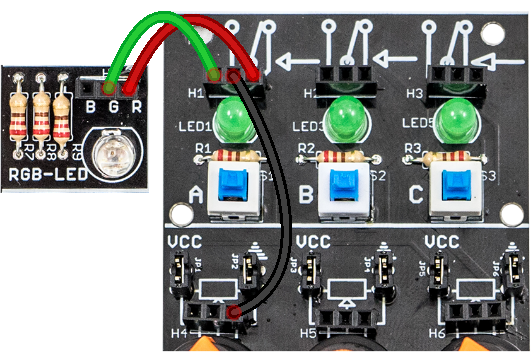 B G R
R7 R8 R9
RGB-LED
H1 H2 H3
LED1 LED3 LED5
R1 R2 R3
S1 S2 S3
A B C
VCC VCC VCC
JP1 JP2 JP3 JP4 JP5 JP6
H4 H5 H6